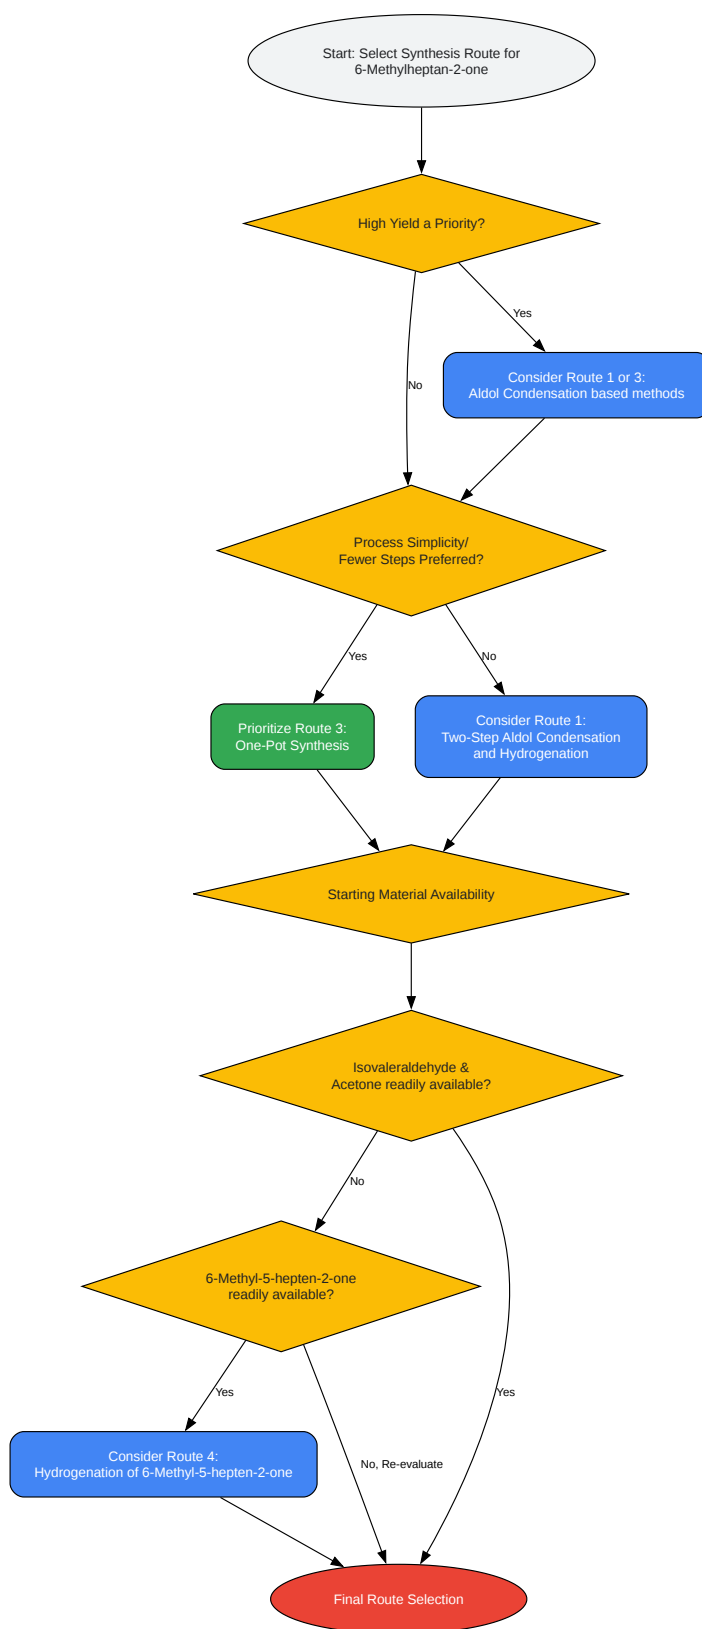 Start: Select Synthesis Route for
6-Methylheptan-2-one
High Yield a Priority?
Yes
Consider Route 1 or 3:
Aldol Condensation based methods
No
Process Simplicity/
Fewer Steps Preferred?
Yes
No
Prioritize Route 3:
One-Pot Synthesis
Consider Route 1:
Two-Step Aldol Condensation
and Hydrogenation
Starting Material Availability
Isovaleraldehyde &
Acetone readily available?
No
6-Methyl-5-hepten-2-one
readily available?
Yes
Yes
Consider Route 4:
Hydrogenation of 6-Methyl-5-hepten-2-one
No, Re-evaluate
Final Route Selection